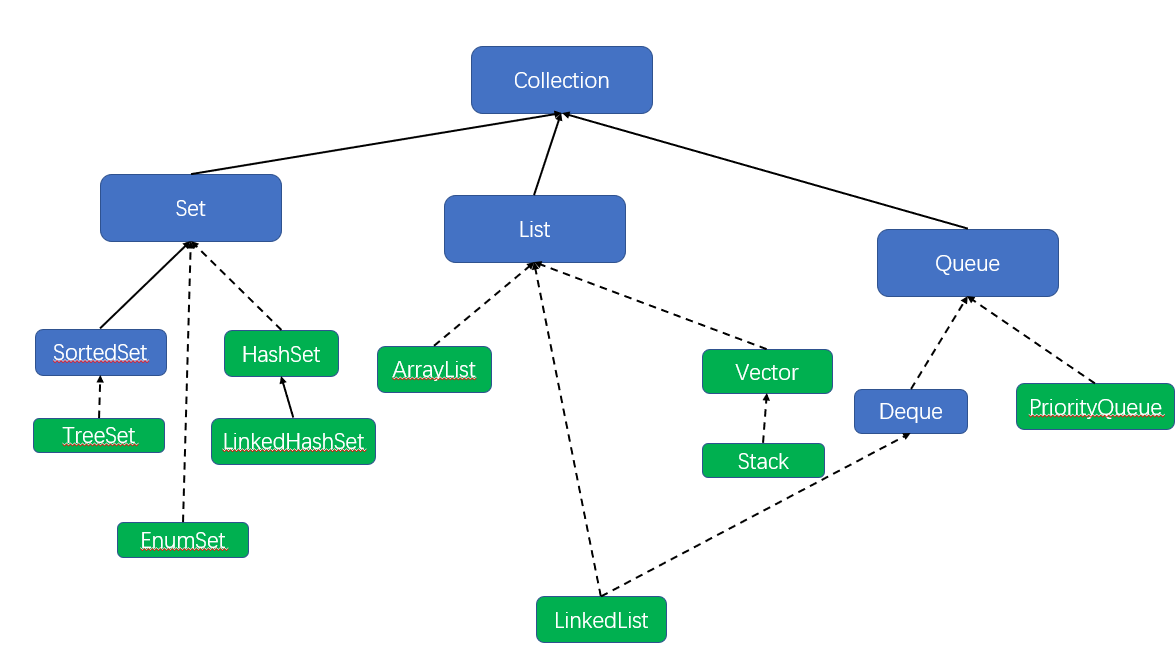 Collection
Set
List
Queue
SortedSet
HashSet
ArrayList
Vector
Deque
PriorityQueue
TreeSet
LinkedHashSet
Stack
EnumSet
LinkedList